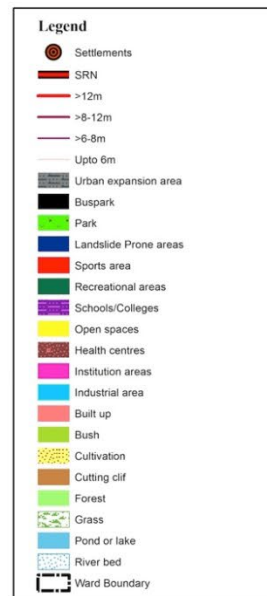 Legend
Settlements
SRN
>12m
>8-12m
>6-8m
Upto 6m
Urban expansion area
Buspark
Park
Landslide Prone areas
Sports area
Recreational areas
Schools/Colleges
Open spaces
Health centres
Institution areas
Industrial area
Built up
Bush
Cultivation
Cutting clif
Forest
Grass
Pond or lake
River bed
Ward Boundary